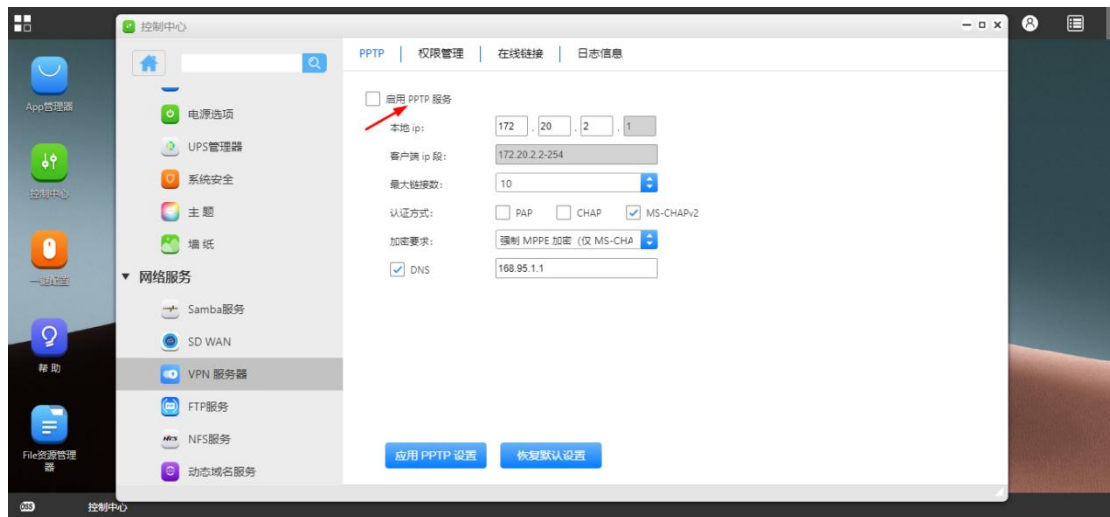 控制中心
App管理器
控制中心
一键配置
帮 助
File资源管理
器
电源选项
UPS管理器
系统安全
主 题
墙 纸
网络服务
Samba服务
SD WAN
VPN 服务器
FTP服务
NFS服务
动态域名服务
PPTP
权限管理
在线链接
日志信息
启用 PPTP 服务
本地 ip:
172 . 20 . 2 . 1
客户端 ip 段:
172.20.2.2-254
最大链接数:
10
认证方式:
PAP
CHAP
MS-CHAPv2
加密要求:
强制 MPPE 加密（仅 MS-CHA
DNS
168.95.1.1
应用 PPTP 设置
恢复默认设置
控制中心